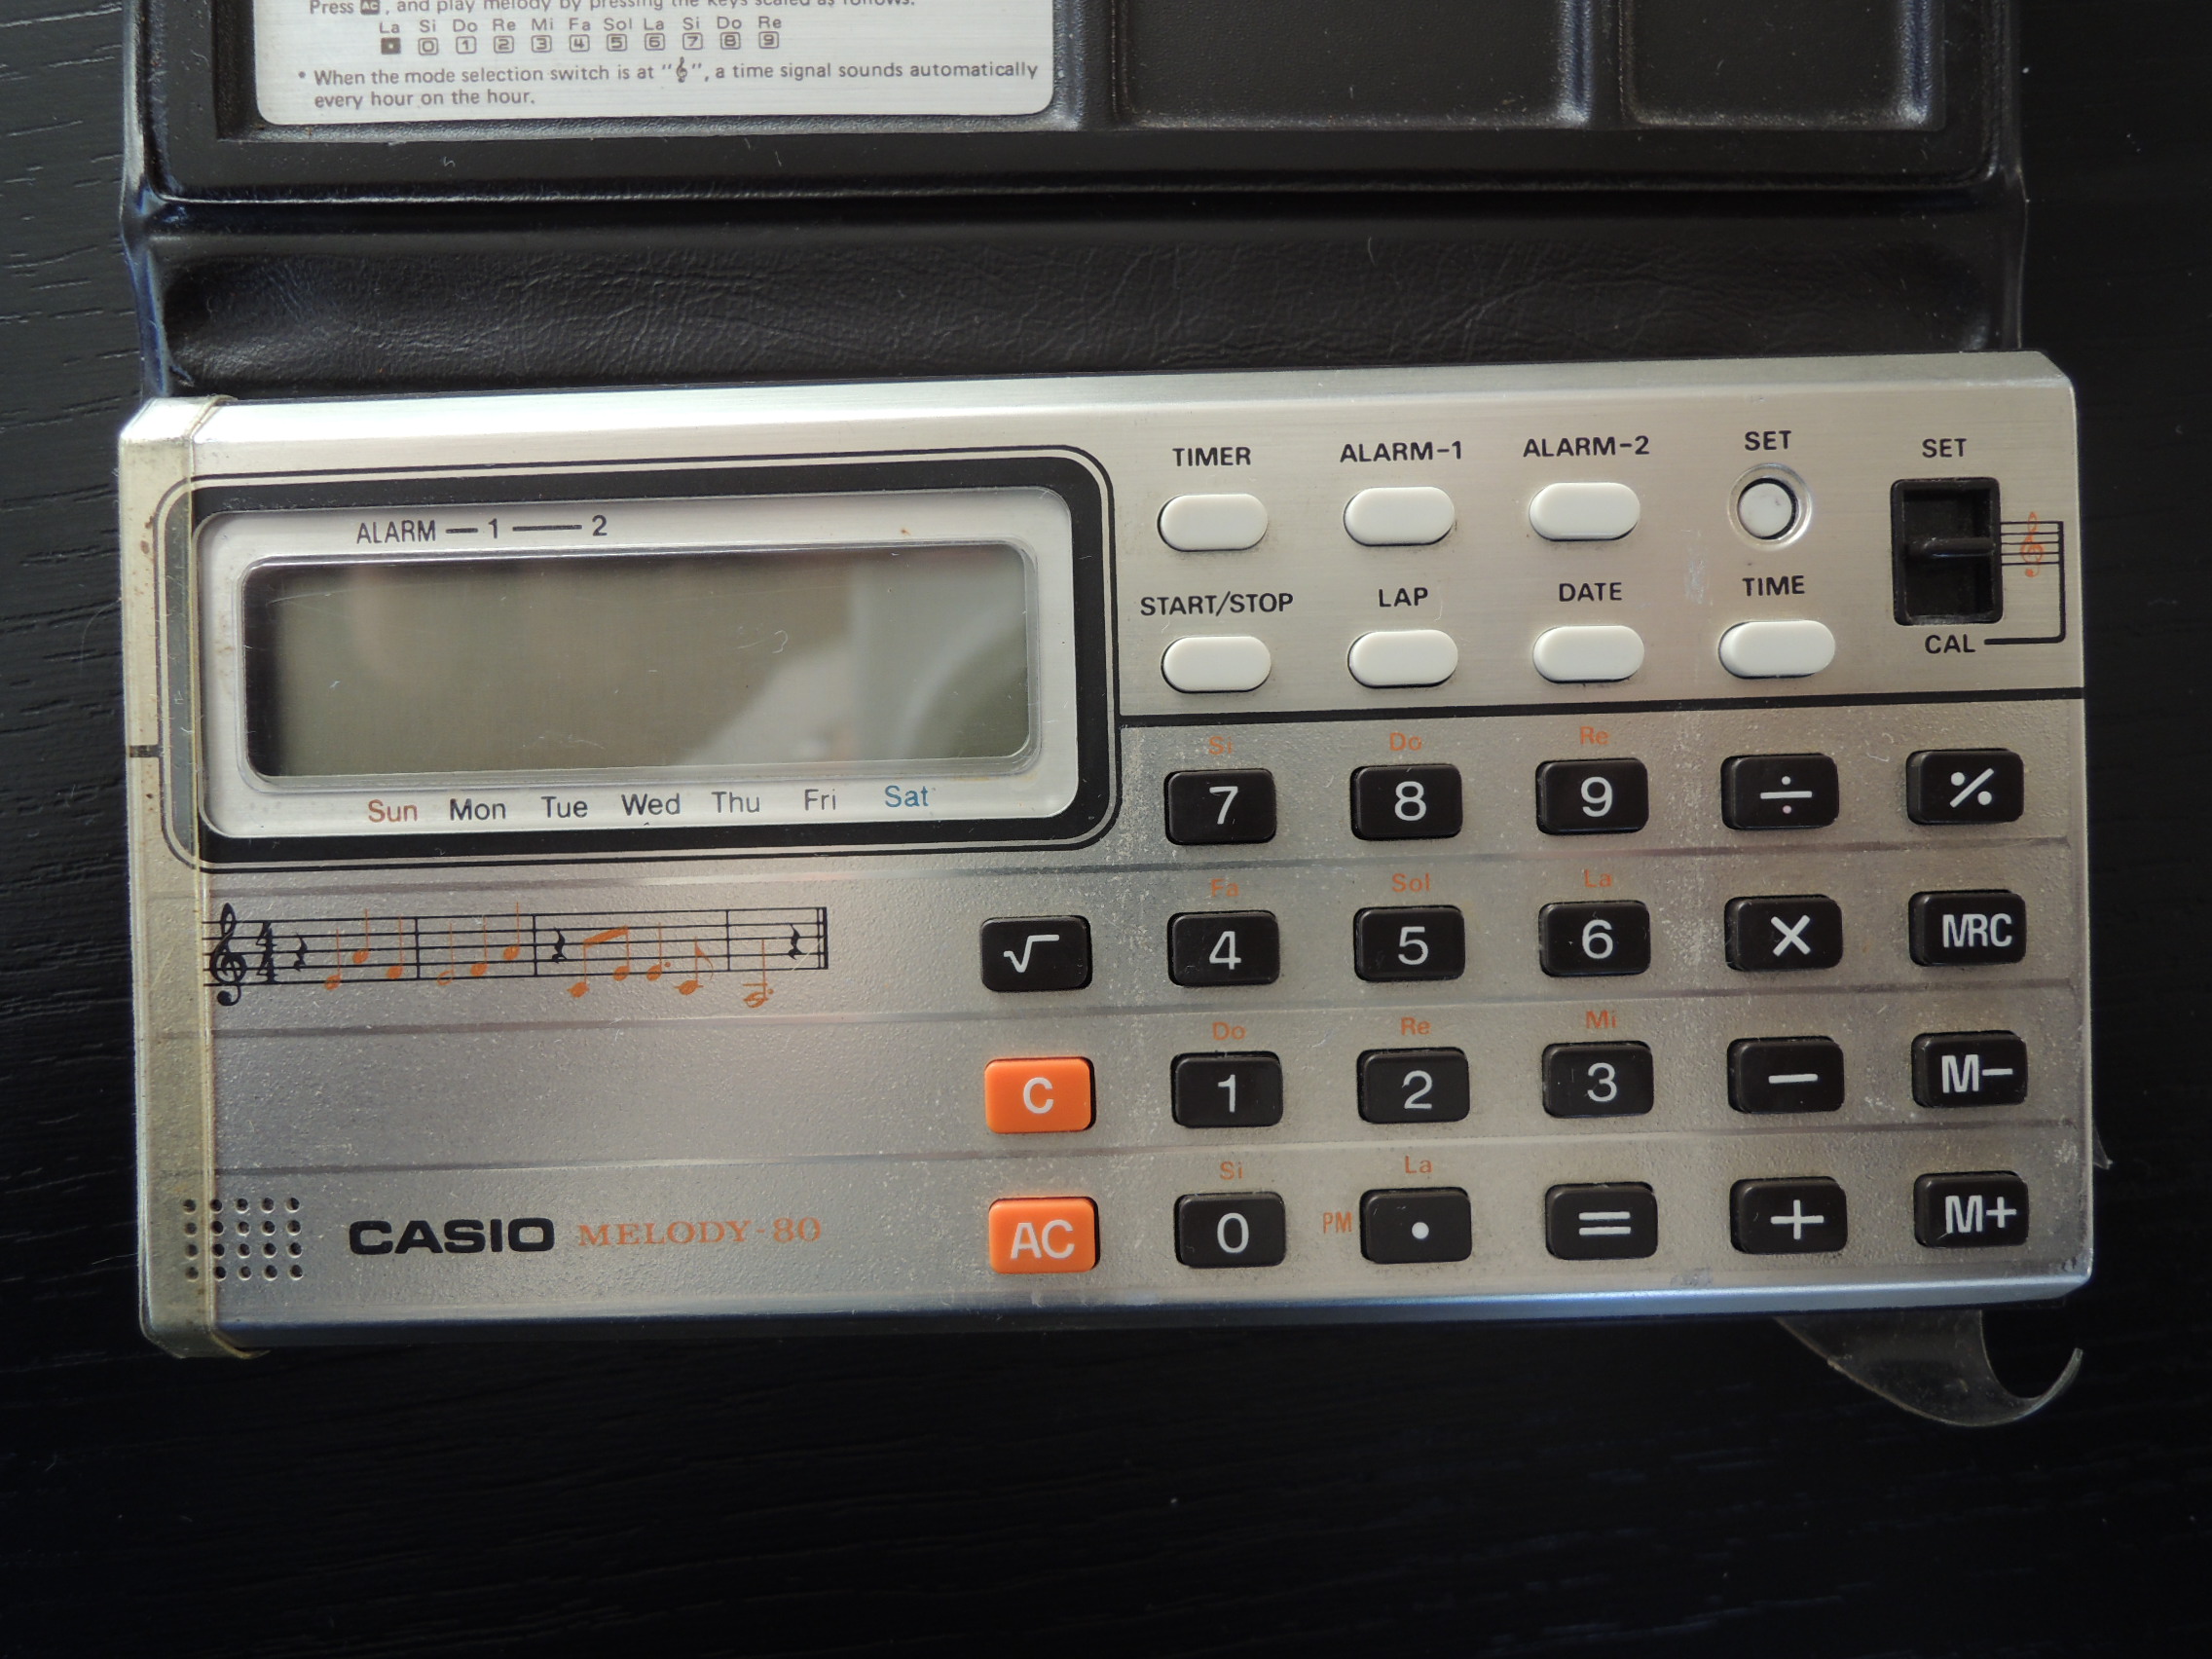 Press AC, and play melody by pressing the keys scaled as follows.
La Si Do Re Mi Fa Sol La Si Do Re
• 0 1 2 3 4 5 6 7 8 9
• When the mode selection switch is at "𝄞", a time signal sounds automatically
every hour on the hour.
TIMER ALARM-1 ALARM-2 SET SET
ALARM — 1 — 2
START/STOP LAP DATE TIME
CAL
Sun Mon Tue Wed Thu Fri Sat
Si Do Re
7 8 9 ÷ %
Fa Sol La
√ 4 5 6 × MRC
4
4
Do Re Mi
C 1 2 3 − M−
Si La
CASIO MELODY-80 AC 0 PM • = + M+